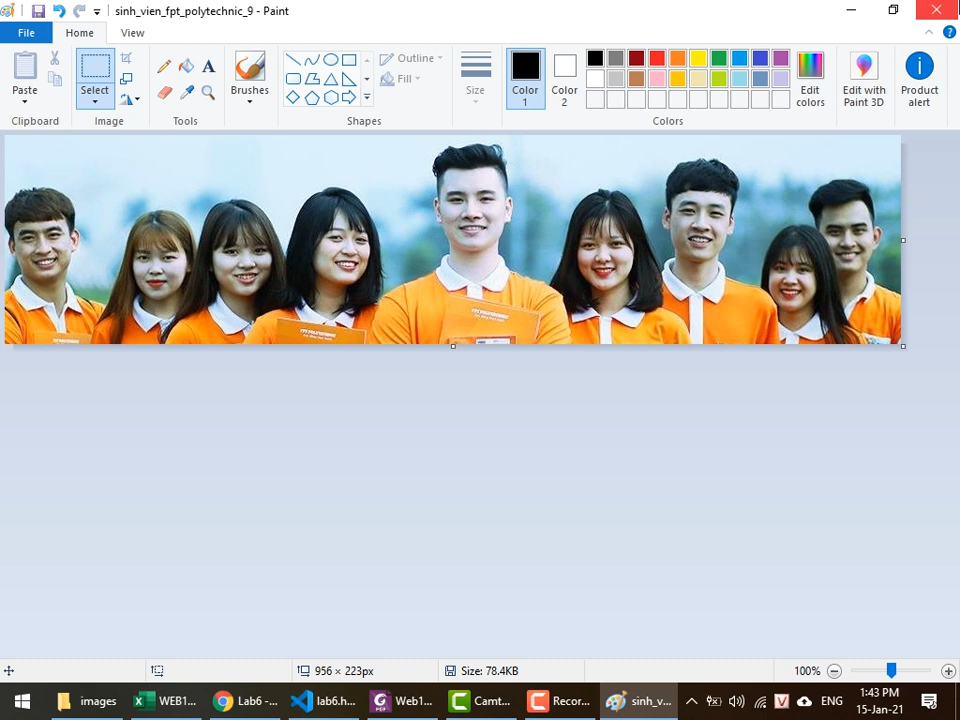 sinh_vien_fpt_polytechnic_9 - Paint
File Home View
Paste
Clipboard
Select
Image
A
Tools
Brushes
Outline
Fill
Shapes
Size
Color 1
Color 2
Edit colors
Colors
Edit with Paint 3D
Product alert
FPT POLYTECHNIC
956 × 223px
Size: 78.4KB
100%
images
WEB1...
Lab6 -...
lab6.h...
Web1...
Camt...
Recor...
sinh_v...
ENG
1:43 PM
15-Jan-21